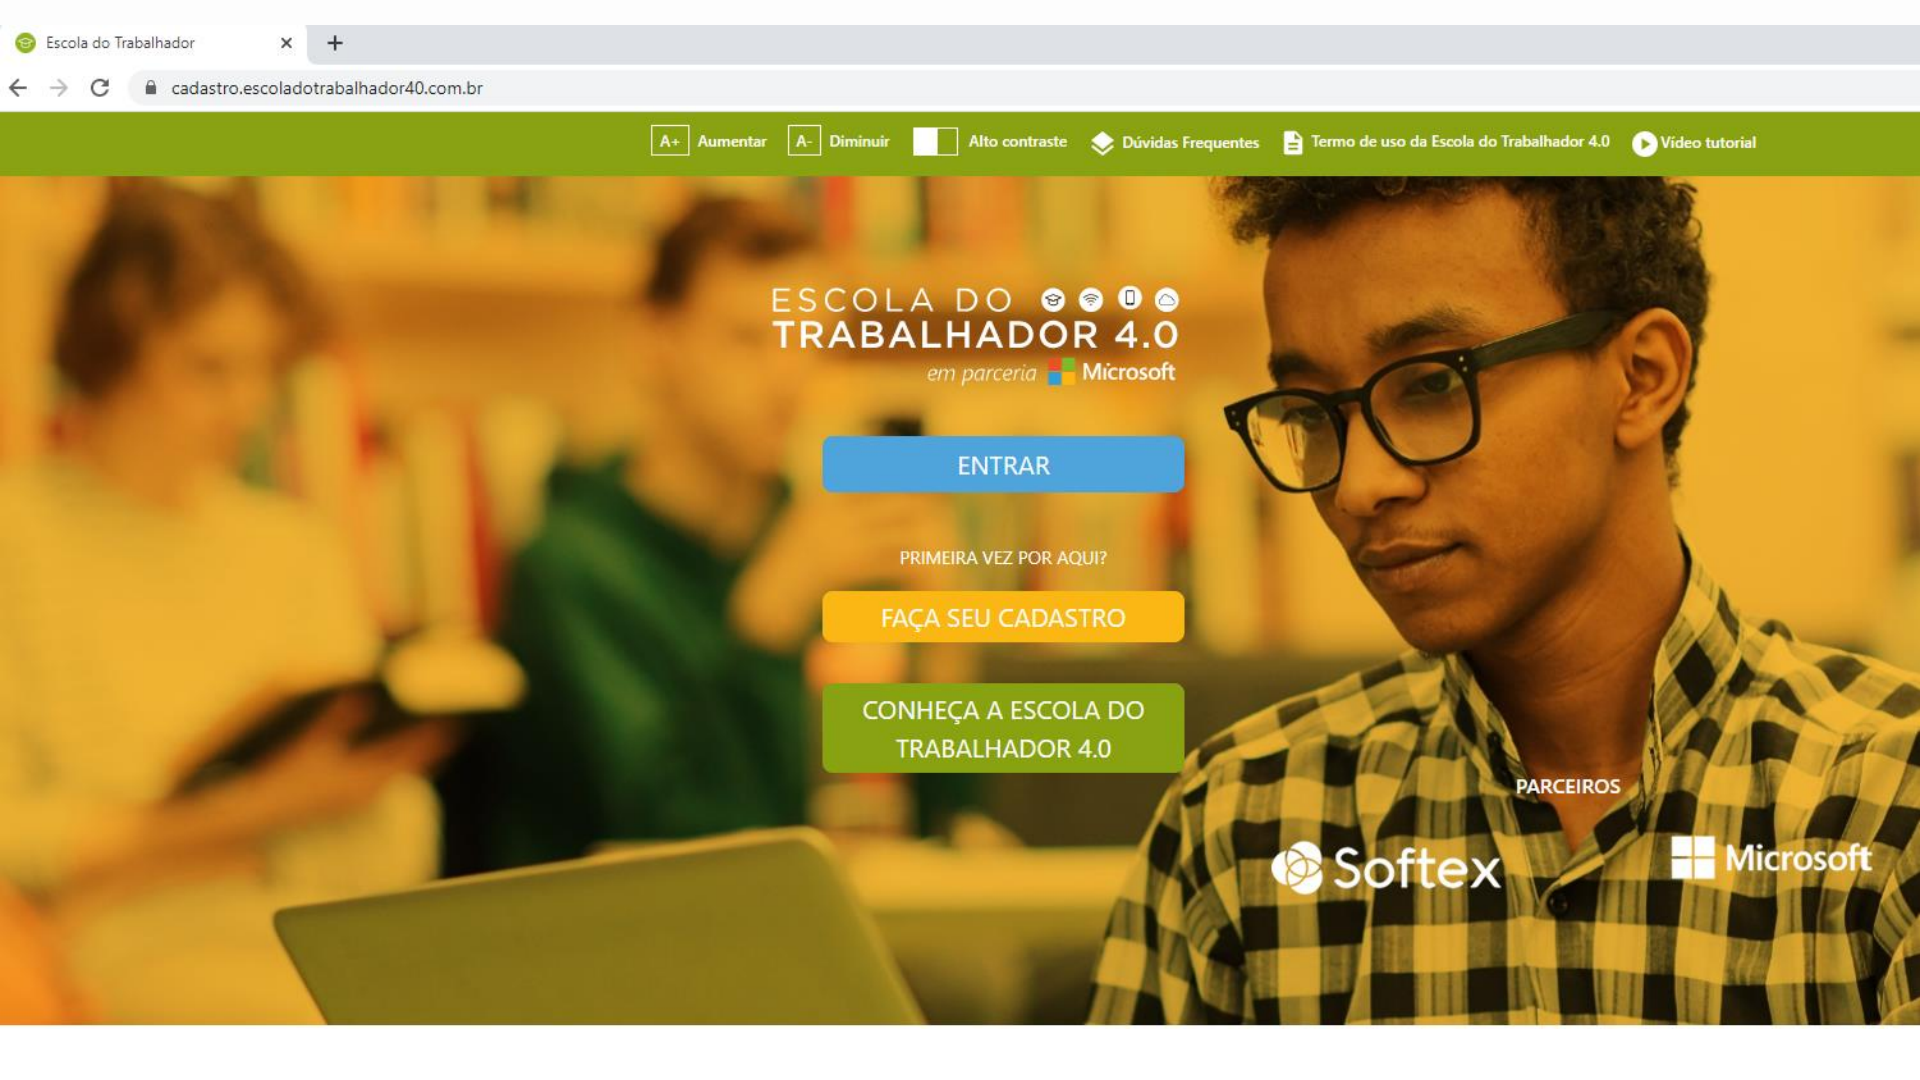 Escola do Trabalhador
cadastro.escoladotrabalhador40.com.br
A+ Aumentar A- Diminuir Alto contraste Dúvidas Frequentes Termo de uso da Escola do Trabalhador 4.0 Vídeo tutorial
ESCOLA DO
TRABALHADOR 4.0
em parceria Microsoft
ENTRAR
PRIMEIRA VEZ POR AQUI?
FAÇA SEU CADASTRO
CONHEÇA A ESCOLA DO
TRABALHADOR 4.0
PARCEIROS
Softex Microsoft